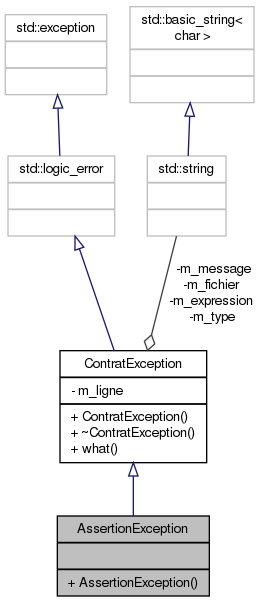 std::exception
std::basic_string<
char >
std::logic_error
std::string
-m_message
-m_fichier
-m_expression
-m_type
ContratException
- m_ligne
+ ContratException()
+ ~ContratException()
+ what()
AssertionException
+ AssertionException()